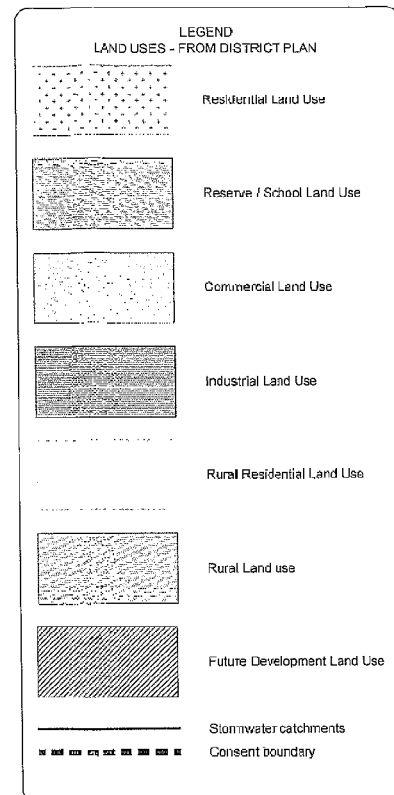 LEGEND
LAND USES - FROM DISTRICT PLAN
Residential Land Use
Reserve / School Land Use
Commercial Land Use
Industrial Land Use
Rural Residential Land Use
Rural Land use
Future Development Land Use
Stormwater catchments
Consent boundary